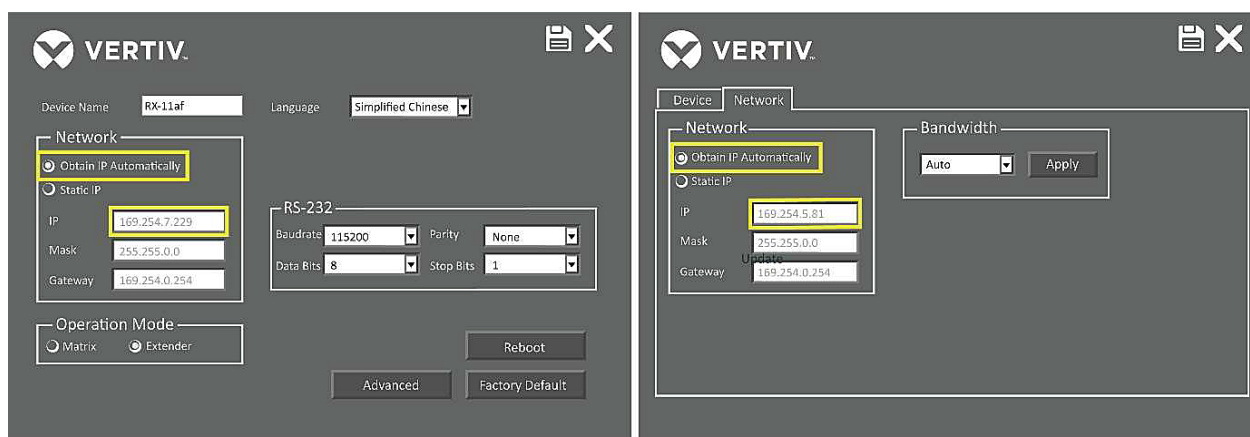 VERTIV™
Device Name RX-11af Language Simplified Chinese
Network
Obtain IP Automatically
Static IP
IP 169.254.7.229
Mask 255.255.0.0
Gateway 169.254.0.254
RS-232
Baudrate 115200 Parity None
Data Bits 8 Stop Bits 1
Operation Mode
Matrix Extender
Reboot
Advanced Factory Default
VERTIV™
Device Network
Network
Obtain IP Automatically
Static IP
IP 169.254.5.81
Mask 255.255.0.0
Update
Gateway 169.254.0.254
Bandwidth
Auto Apply